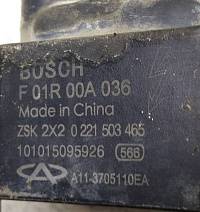 BOSCH
F 01R 00A 036
Made in China
ZSK 2X2 0 221 503 465
101015095926 566
A11-3705110EA